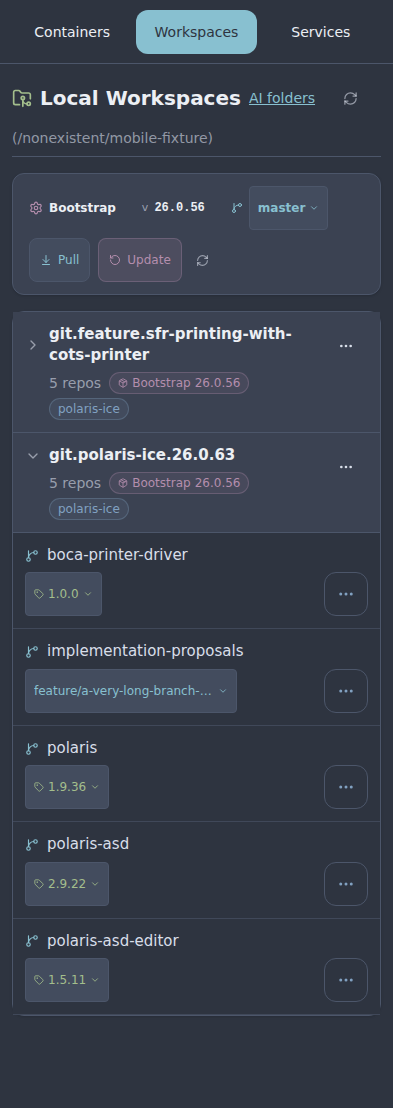 Containers Workspaces Services
Local Workspaces AI folders
(/nonexistent/mobile-fixture)
Bootstrap v 26.0.56 master
Pull Update
git.feature.sfr-printing-with-
cots-printer
5 repos Bootstrap 26.0.56
polaris-ice
git.polaris-ice.26.0.63
5 repos Bootstrap 26.0.56
polaris-ice
boca-printer-driver
1.0.0
implementation-proposals
feature/a-very-long-branch-...
polaris
1.9.36
polaris-asd
2.9.22
polaris-asd-editor
1.5.11